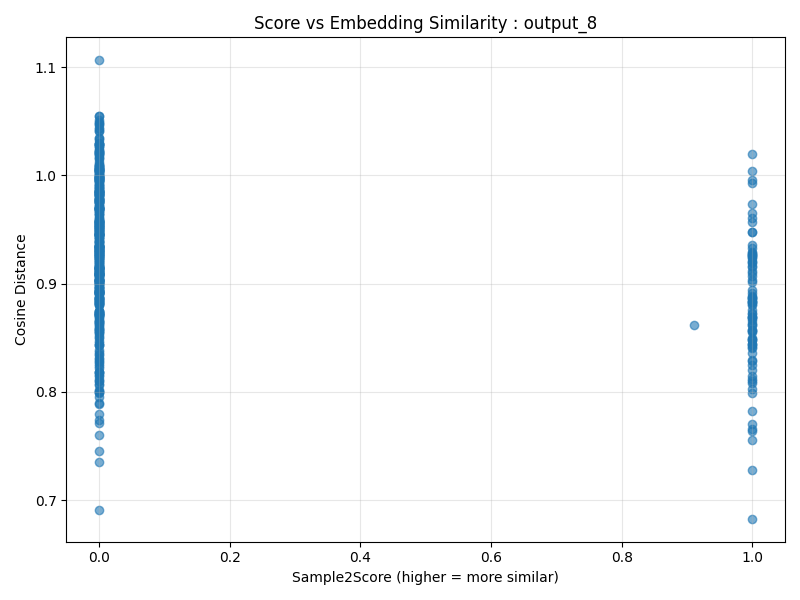 Score vs Embedding Similarity : output_8
1.1
1.0
0.9
0.8
0.7
Cosine Distance
0.0 0.2 0.4 0.6 0.8 1.0
Sample2Score (higher = more similar)